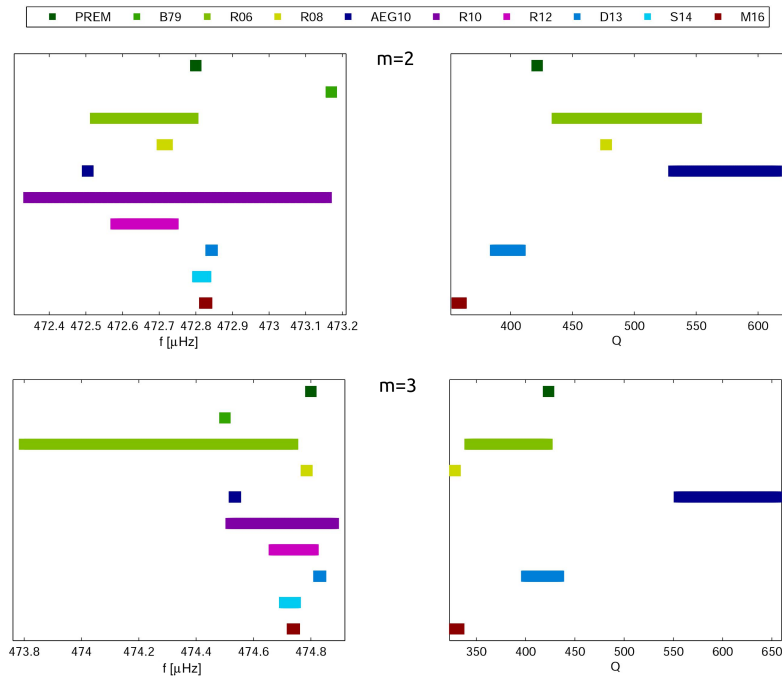 PREM B79 R06 R08 AEG10 R10 R12 D13 S14 M16
m=2
472.4 472.5 472.6 472.7 472.8 472.9 473 473.1 473.2
f [μHz]
400 450 500 550 600
Q
m=3
473.8 474 474.2 474.4 474.6 474.8
f [μHz]
350 400 450 500 550 600 650
Q